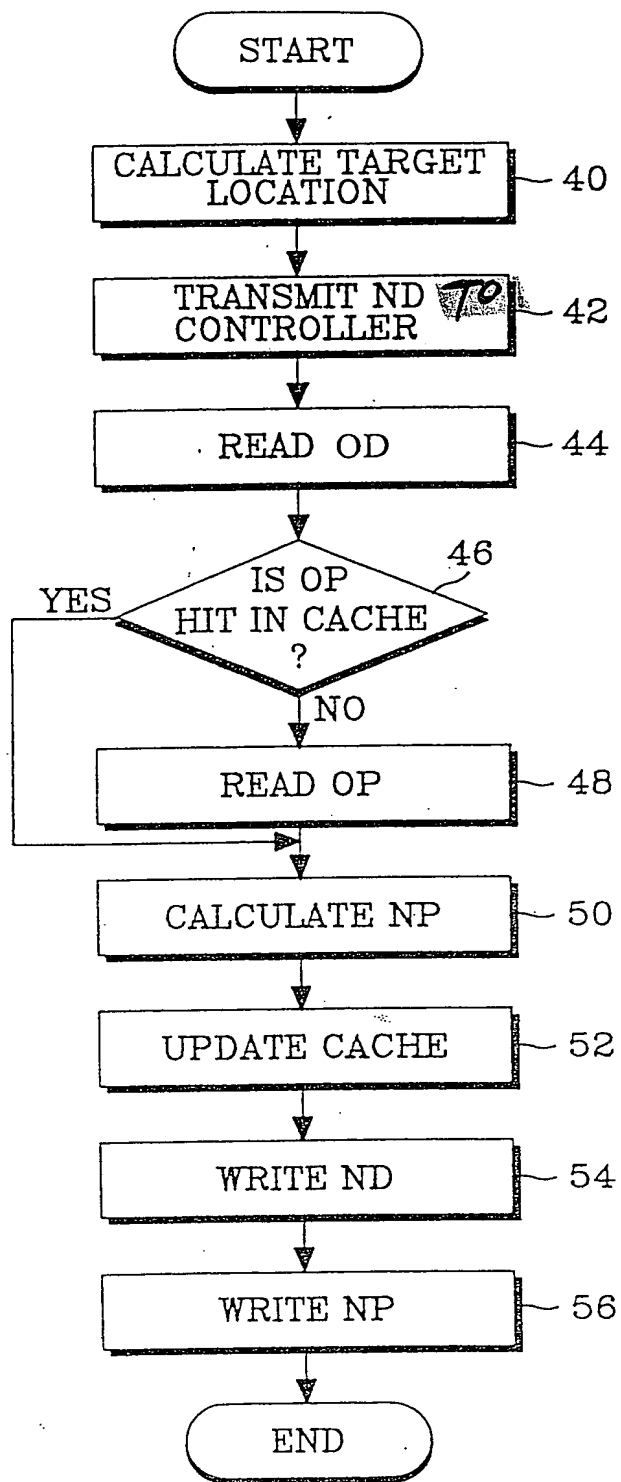 START
CALCULATE TARGET
LOCATION
40
TRANSMIT ND TO
CONTROLLER
42
READ OD
44
46
IS OP
HIT IN CACHE
?
YES
NO
READ OP
48
CALCULATE NP
50
UPDATE CACHE
52
WRITE ND
54
WRITE NP
56
END